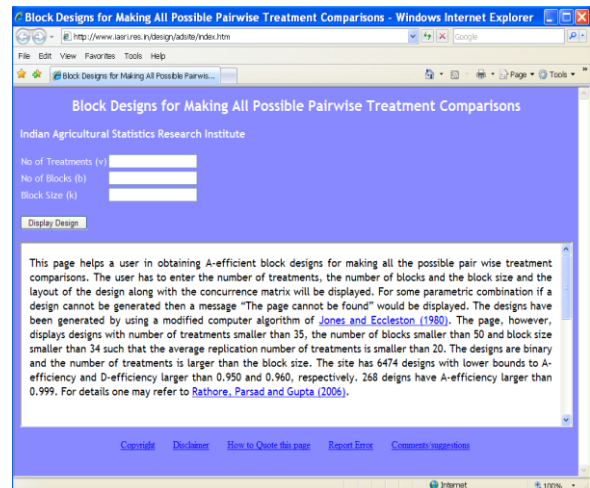 Block Designs for Making All Possible Pairwise Treatment Comparisons - Windows Internet Explorer
http://www.iasri.res.in/design/adsite/index.htm
Google
File Edit View Favorites Tools Help
Block Designs for Making All Possible Pairwis...
Page Tools
Block Designs for Making All Possible Pairwise Treatment Comparisons
Indian Agricultural Statistics Research Institute
No of Treatments (v)
No of Blocks (b)
Block Size (k)
Display Design
This page helps a user in obtaining A-efficient block designs for making all the possible pair wise treatment
comparisons. The user has to enter the number of treatments, the number of blocks and the block size and the
layout of the design along with the concurrence matrix will be displayed. For some parametric combination if a
design cannot be generated then a message “The page cannot be found” would be displayed. The designs have
been generated by using a modified computer algorithm of Jones and Eccleston (1980). The page, however,
displays designs with number of treatments smaller than 35, the number of blocks smaller than 50 and block size
smaller than 34 such that the average replication number of treatments is smaller than 20. The designs are binary
and the number of treatments is larger than the block size. The site has 6474 designs with lower bounds to A-
efficiency and D-efficiency larger than 0.950 and 0.960, respectively. 268 deigns have A-efficiency larger than
0.999. For details one may refer to Rathore, Parsad and Gupta (2006).
Copyright Disclaimer How to Quote this page Report Error Comments/suggestions
Internet 100%